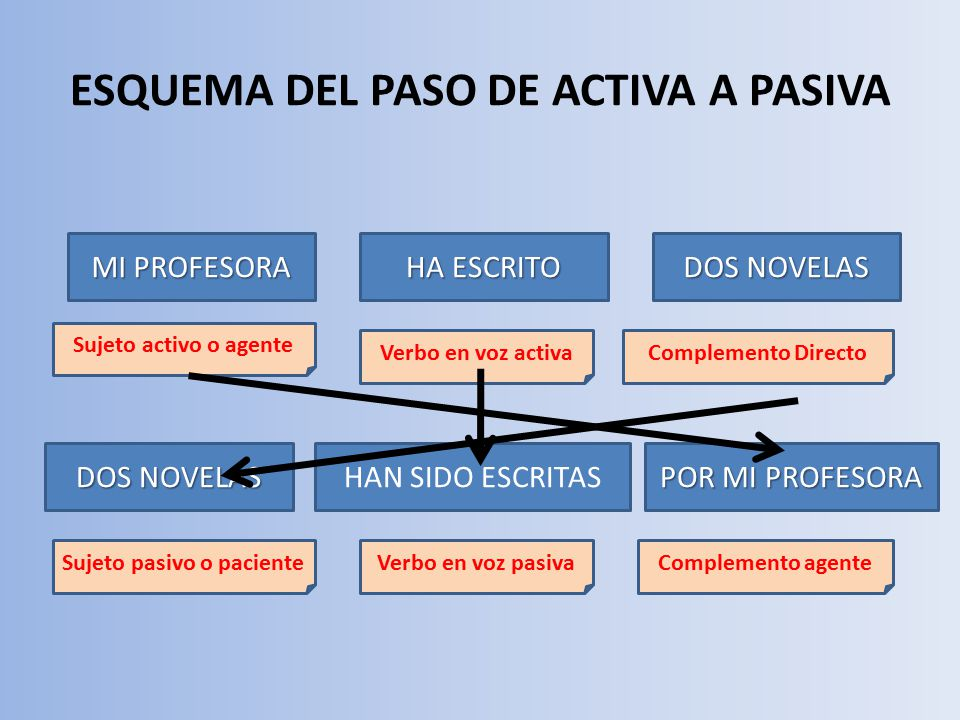 ESQUEMA DEL PASO DE ACTIVA A PASIVA
MI PROFESORA
HA ESCRITO
DOS NOVELAS
Sujeto activo o agente
Verbo en voz activa
Complemento Directo
DOS NOVELAS
HAN SIDO ESCRITAS
POR MI PROFESORA
Sujeto pasivo o paciente
Verbo en voz pasiva
Complemento agente